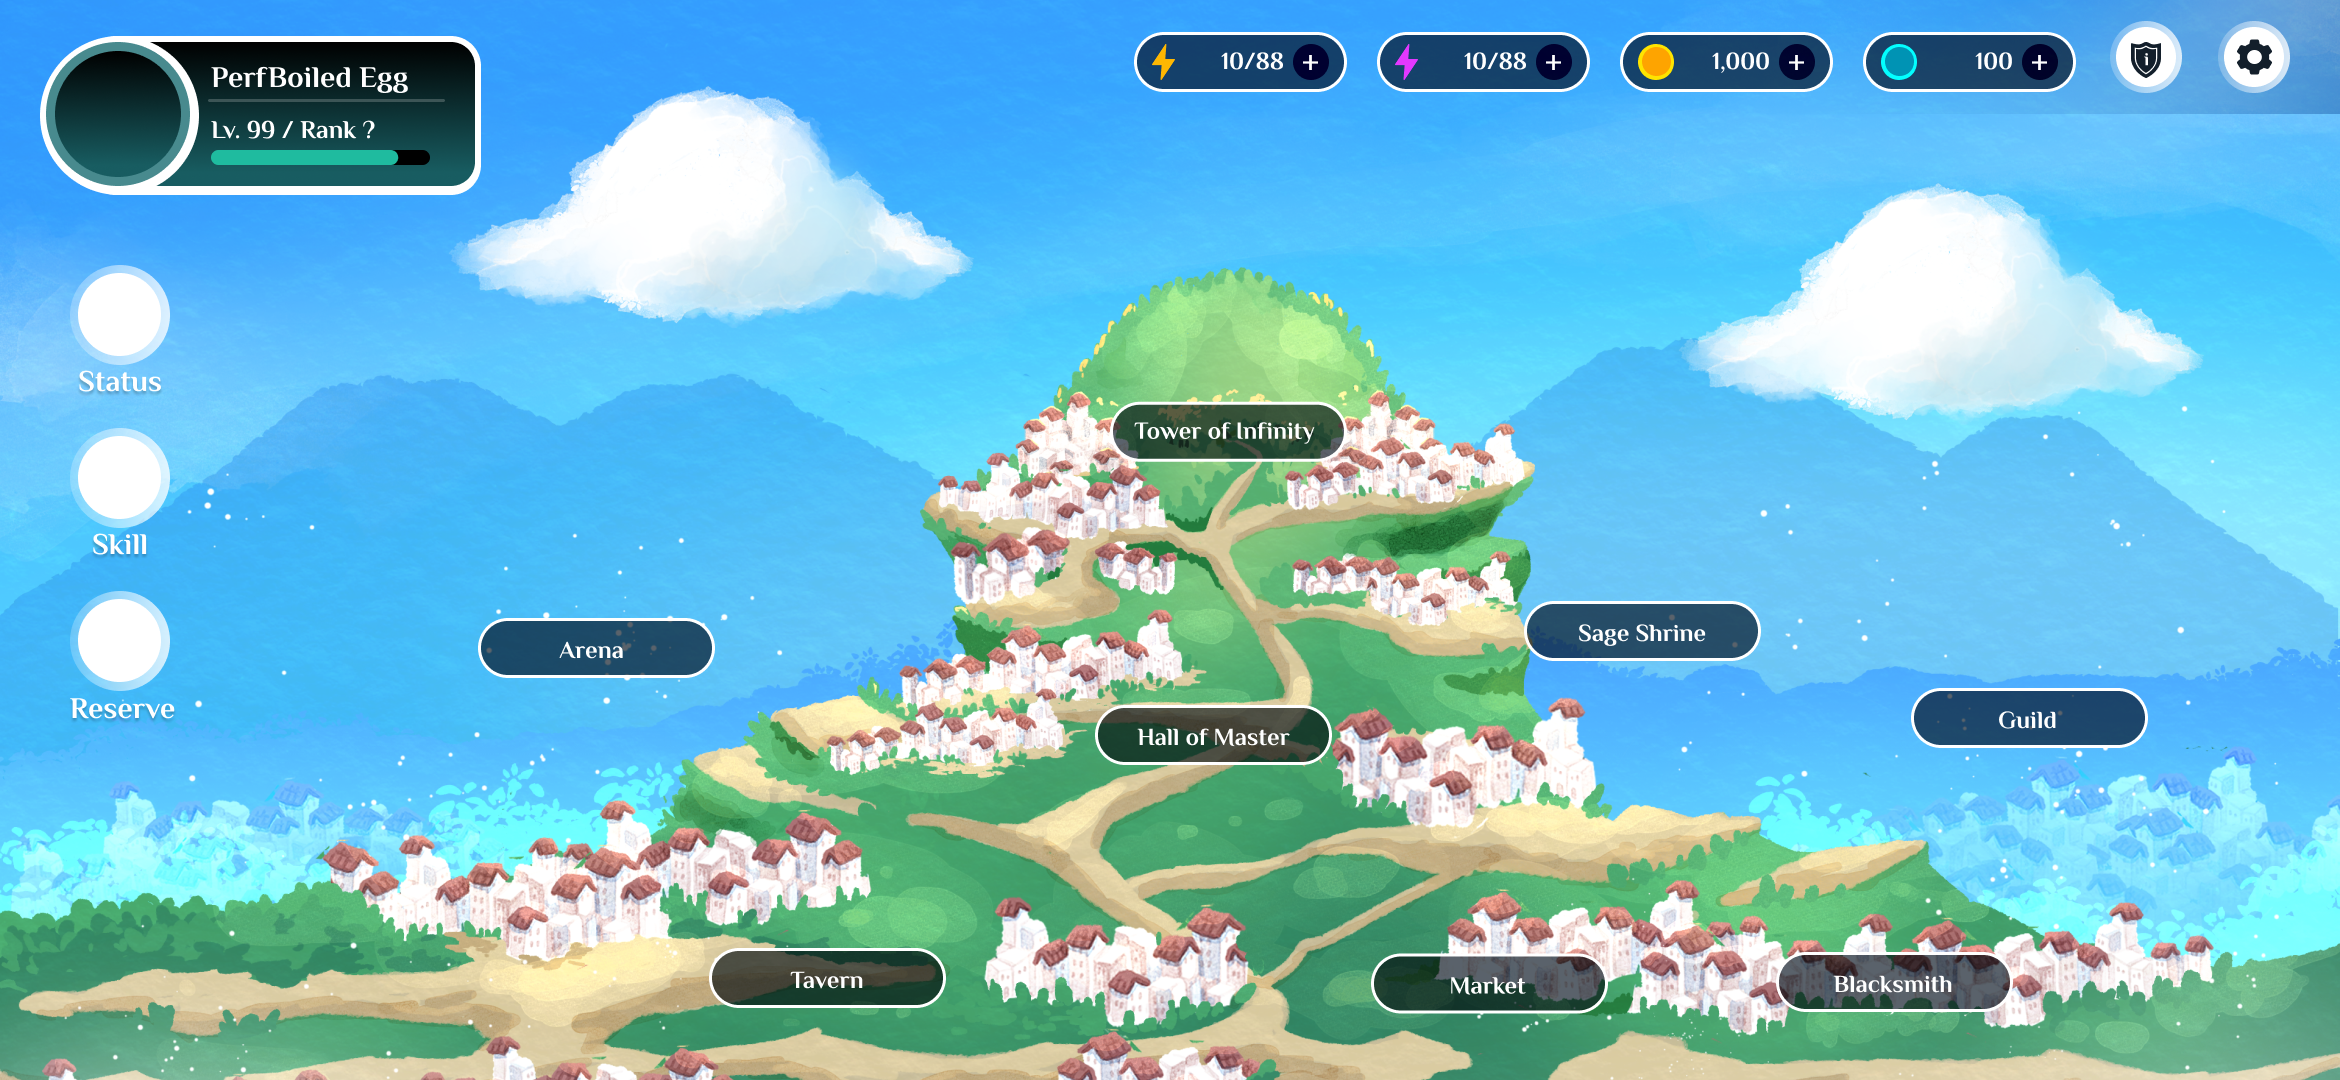 PerfBoiled Egg
Lv. 99 / Rank ?
10/88 +
10/88 +
1,000 +
100 +
i
Status
Skill
Reserve
Tower of Infinity
Arena
Sage Shrine
Guild
Hall of Master
Tavern
Market
Blacksmith